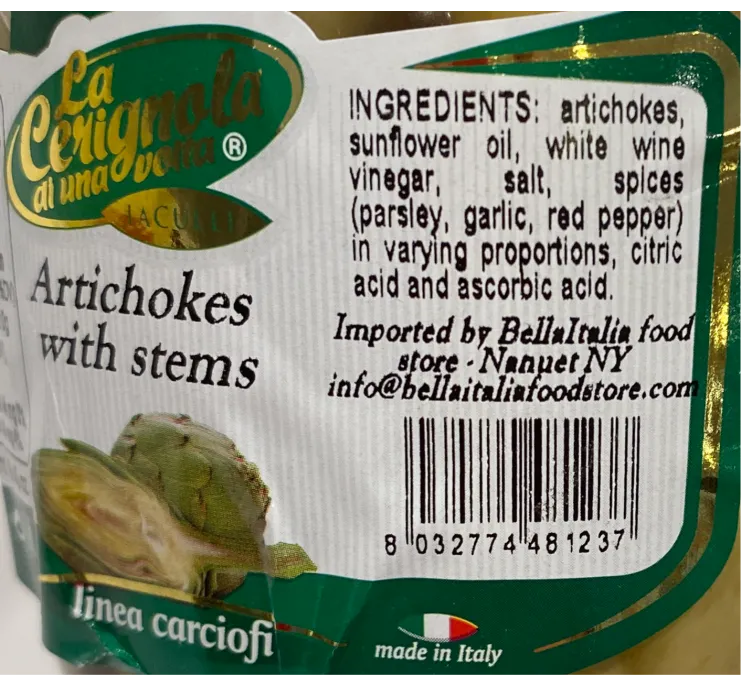 La
Cerignola
di una volta ®
INGREDIENTS: artichokes,
sunflower oil, white wine
vinegar, salt, spices
(parsley, garlic, red pepper)
in varying proportions, citric
acid and ascorbic acid.
Imported by BellaItalia food
store - Nanuet NY
info@bellaitaliafoodstore.com
Artichokes
with stems
8 032774 481237
linea carciofi
made in Italy